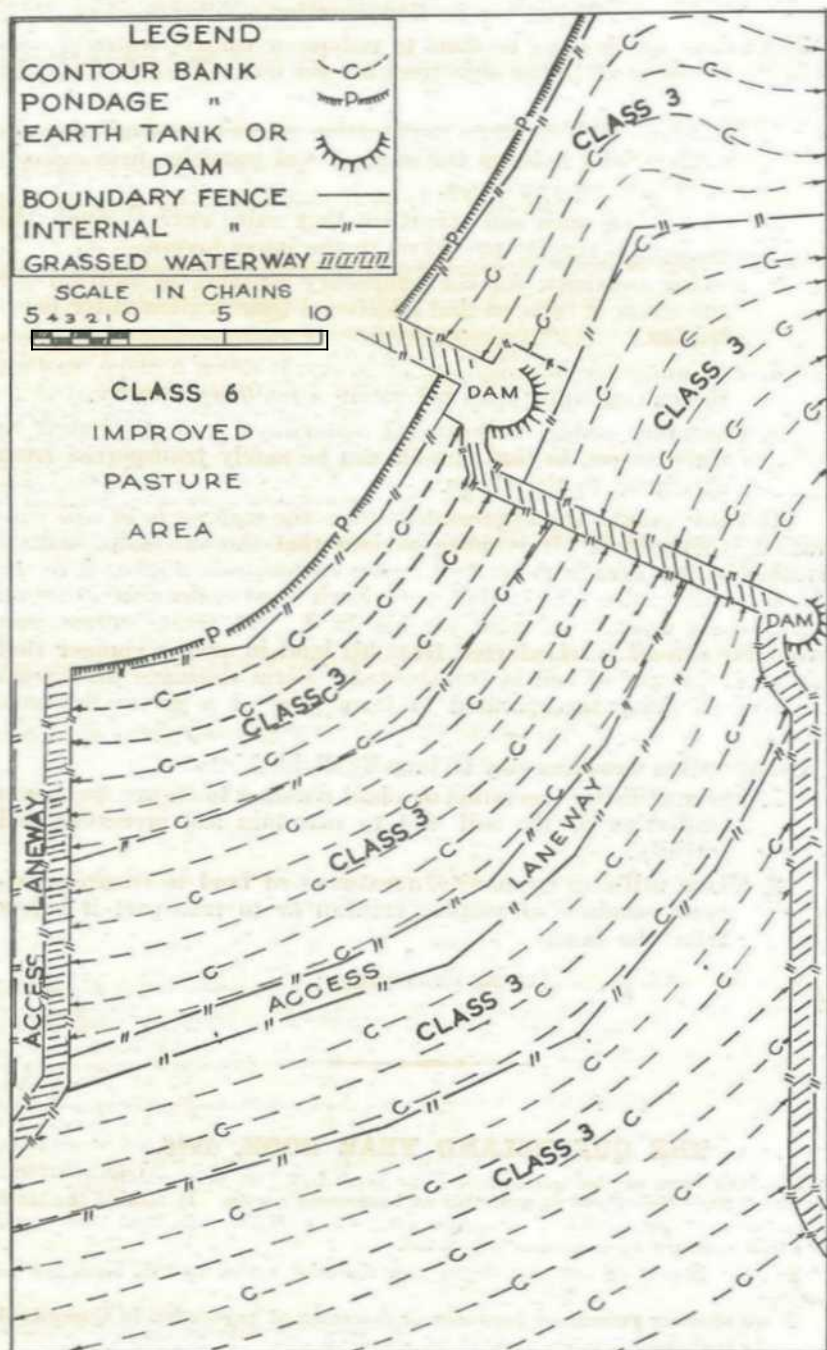 LEGEND
CONTOUR BANK C
PONDAGE " P
EARTH TANK OR
DAM
BOUNDARY FENCE
INTERNAL " "
GRASSED WATERWAY
SCALE IN CHAINS
5 4 3 2 1 0 5 10
CLASS 6
IMPROVED
PASTURE
AREA
CLASS 3
CLASS 3
DAM
DAM
CLASS 3
CLASS 3
ACCESS LANEWAY
ACCESS LANEWAY
CLASS 3
CLASS 3